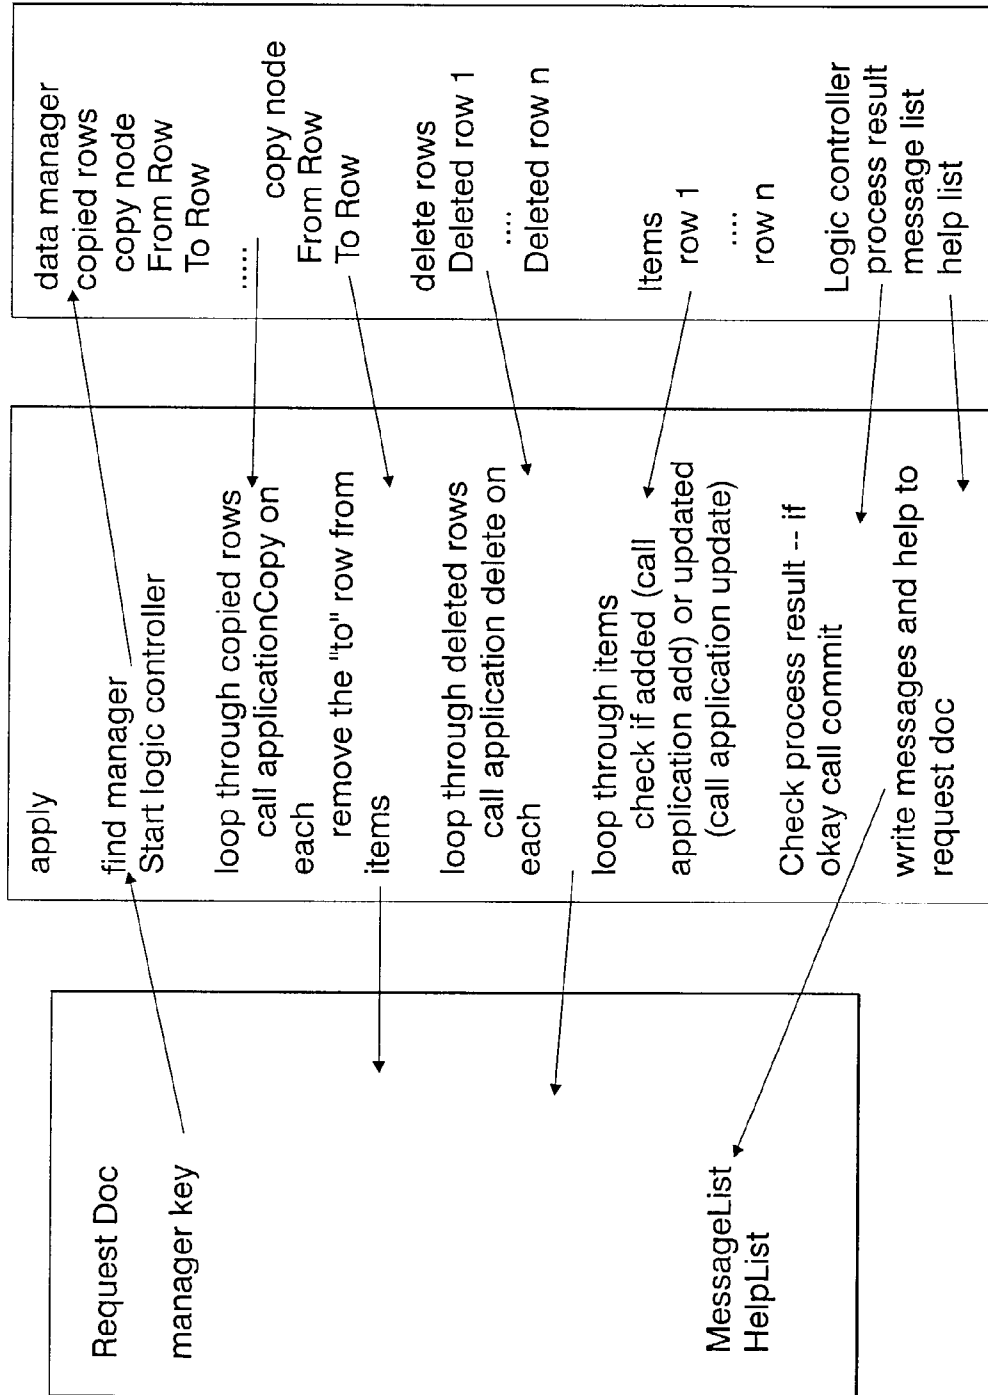 Request Doc
manager key
MessageList
HelpList
apply
find manager
Start logic controller
loop through copied rows
call applicationCopy on
each
remove the "to" row from
items
loop through deleted rows
call application delete on
each
loop through items
check if added (call
application add) or updated
(call application update)
Check process result -- if
okay call commit
write messages and help to
request doc
data manager
copied rows
copy node
From Row
To Row
.....
copy node
From Row
To Row
delete rows
Deleted row 1
....
Deleted row n
Items
row 1
....
row n
Logic controller
process result
message list
help list